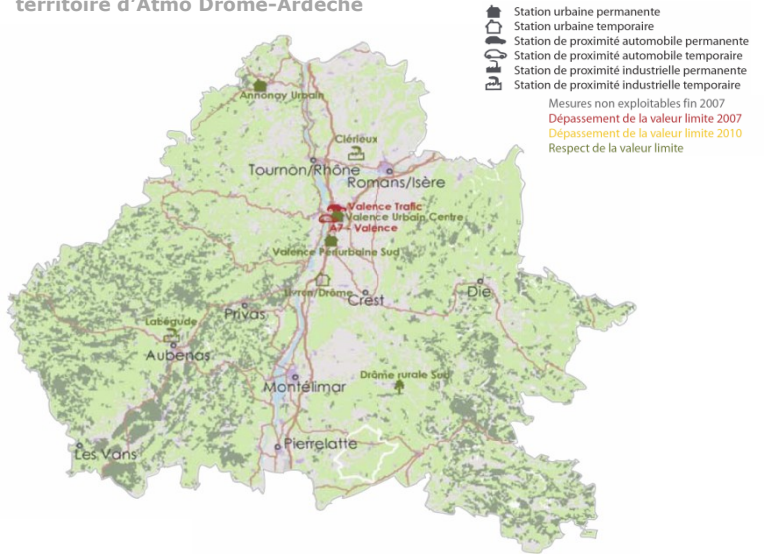 territoire d'Atmo Drôme-Ardèche
Station urbaine permanente
Station urbaine temporaire
Station de proximité automobile permanente
Station de proximité automobile temporaire
Station de proximité industrielle permanente
Station de proximité industrielle temporaire
Mesures non exploitables fin 2007
Dépassement de la valeur limite 2007
Dépassement de la valeur limite 2010
Respect de la valeur limite
Annonay Urbain
Clérieux
Tournon/Rhône
Romans/Isère
Valence Trafic
Valence Urbain Centre
A7 - Valence
Valence Périurbaine Sud
Livron/Drôme
Crest
Die
Privas
Labégude
Aubenas
Montélimar
Drôme rurale Sud
Les Vans
Pierrelatte